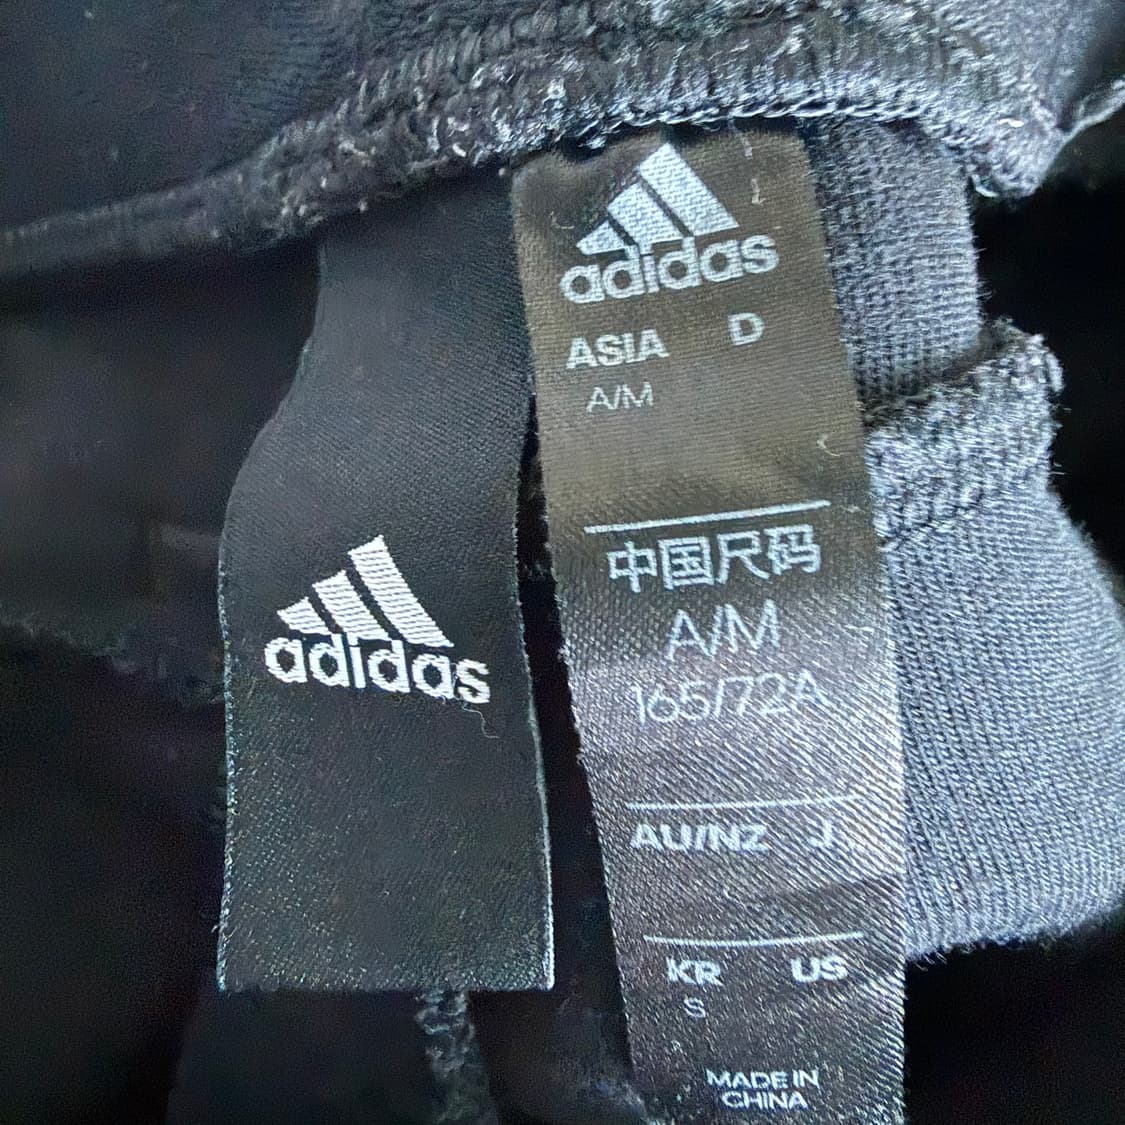 adidas
adidas
ASIA D
A/M
中国尺码
A/M
165/72A
AU/NZ J
KR US
S
MADE IN
CHINA